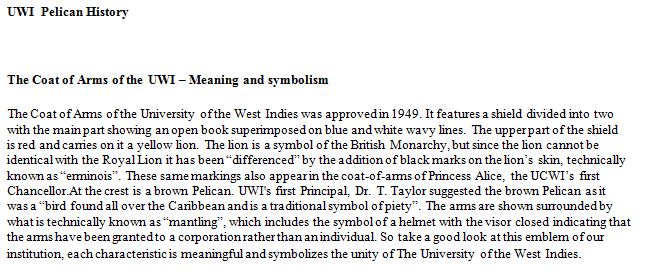 UWI Pelican History
The Coat of Arms of the UWI – Meaning and symbolism
The Coat of Arms of the University of the West Indies was approved in 1949. It features a shield divided into two
with the main part showing an open book superimposed on blue and white wavy lines. The upper part of the shield
is red and carries on it a yellow lion. The lion is a symbol of the British Monarchy, but since the lion cannot be
identical with the Royal Lion it has been “differenced” by the addition of black marks on the lion’s skin, technically
known as “erminois”. These same markings also appear in the coat-of-arms of Princess Alice, the UCWI’s first
Chancellor.At the crest is a brown Pelican. UWI's first Principal, Dr. T. Taylor suggested the brown Pelican as it
was a “bird found all over the Caribbean and is a traditional symbol of piety”. The arms are shown surrounded by
what is technically known as “mantling”, which includes the symbol of a helmet with the visor closed indicating that
the arms have been granted to a corporation rather than an individual. So take a good look at this emblem of our
institution, each characteristic is meaningful and symbolizes the unity of The University of the West Indies.